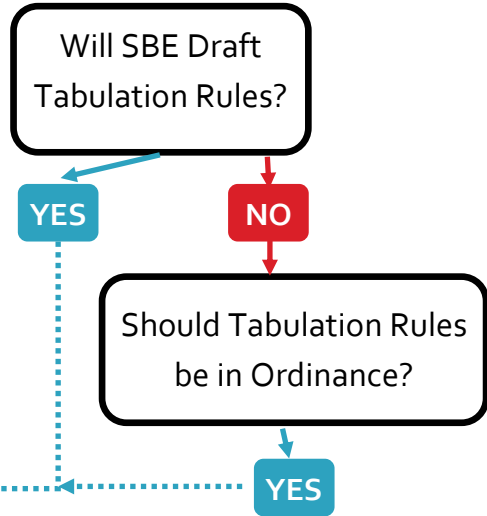 Will SBE Draft
Tabulation Rules?
YES
NO
Should Tabulation Rules
be in Ordinance?
YES